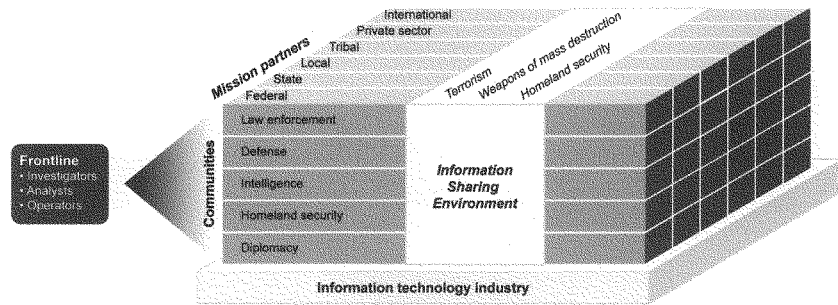 International
Private sector
Tribal
Local
State
Federal
Mission partners
Terrorism
Weapons of mass destruction
Homeland security
Frontline
• Investigators
• Analysts
• Operators
Communities
Law enforcement
Defense
Intelligence
Homeland security
Diplomacy
Information
Sharing
Environment
Information technology industry